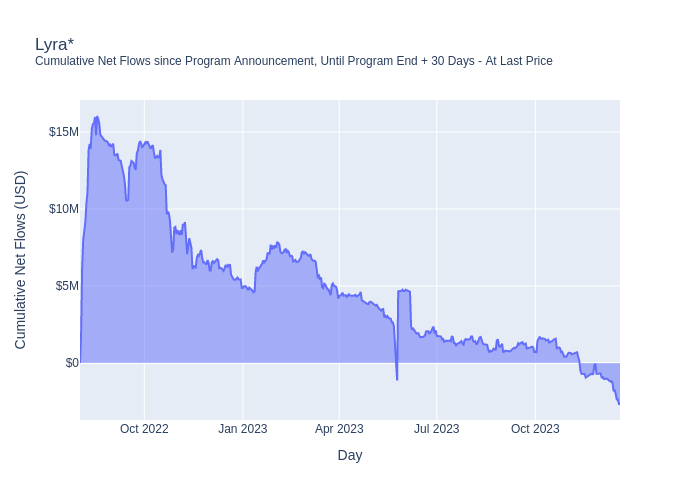 Lyra*
Cumulative Net Flows since Program Announcement, Until Program End + 30 Days - At Last Price
Cumulative Net Flows (USD)
$15M
$10M
$5M
$0
Oct 2022
Jan 2023
Apr 2023
Jul 2023
Oct 2023
Day